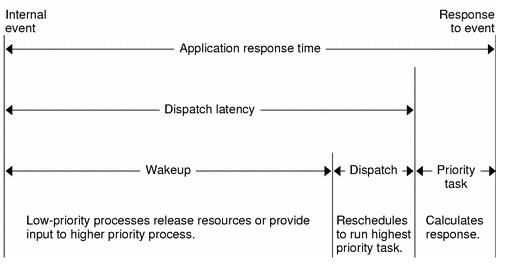 Internal
event
Response
to event
Application response time
Dispatch latency
Wakeup
Dispatch
Priority
task
Low-priority processes release resources or provide
input to higher priority process.
Reschedules
to run highest
priority task.
Calculates
response.